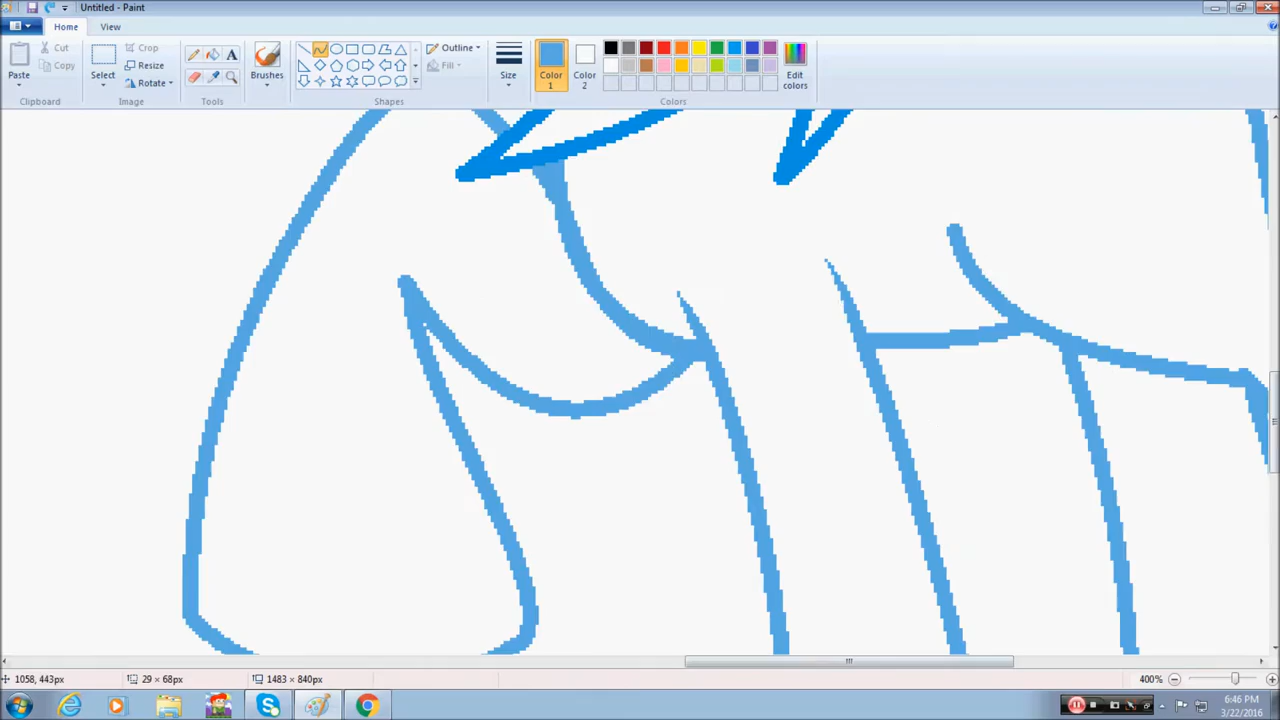 Untitled - Paint
Home View
Paste
Cut
Copy
Clipboard
Select
Crop
Resize
Rotate
Image
A
Tools
Brushes
Outline
Fill
Shapes
Size
Color 1
Color 2
Edit colors
Colors
1058, 443px
29 × 68px
1483 × 840px
400%
6:46 PM
3/22/2016